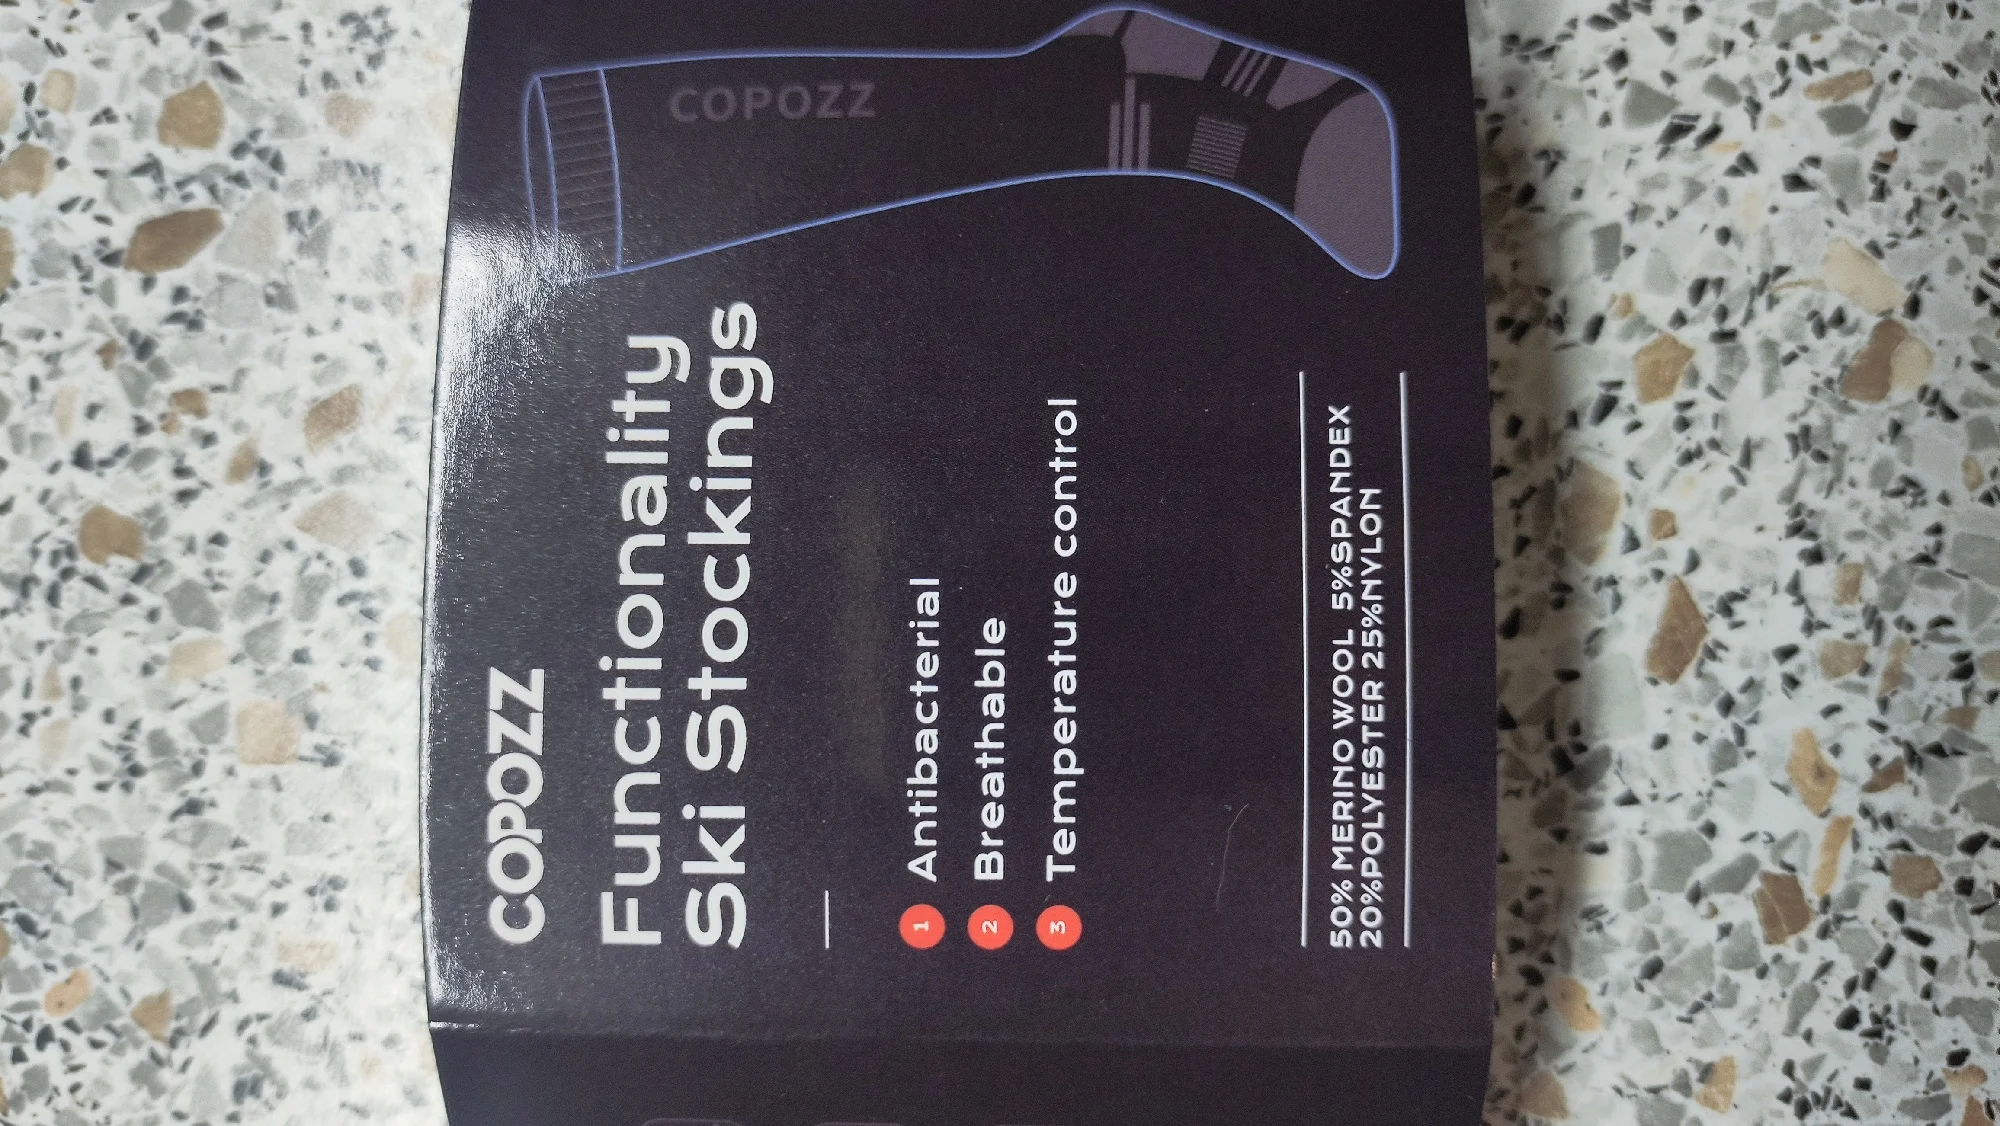 COPOZZ
Functionality
Ski Stockings
1 Antibacterial
2 Breathable
3 Temperature control
50% MERINO WOOL 5%SPANDEX
20%POLYESTER 25%NYLON
COPOZZ